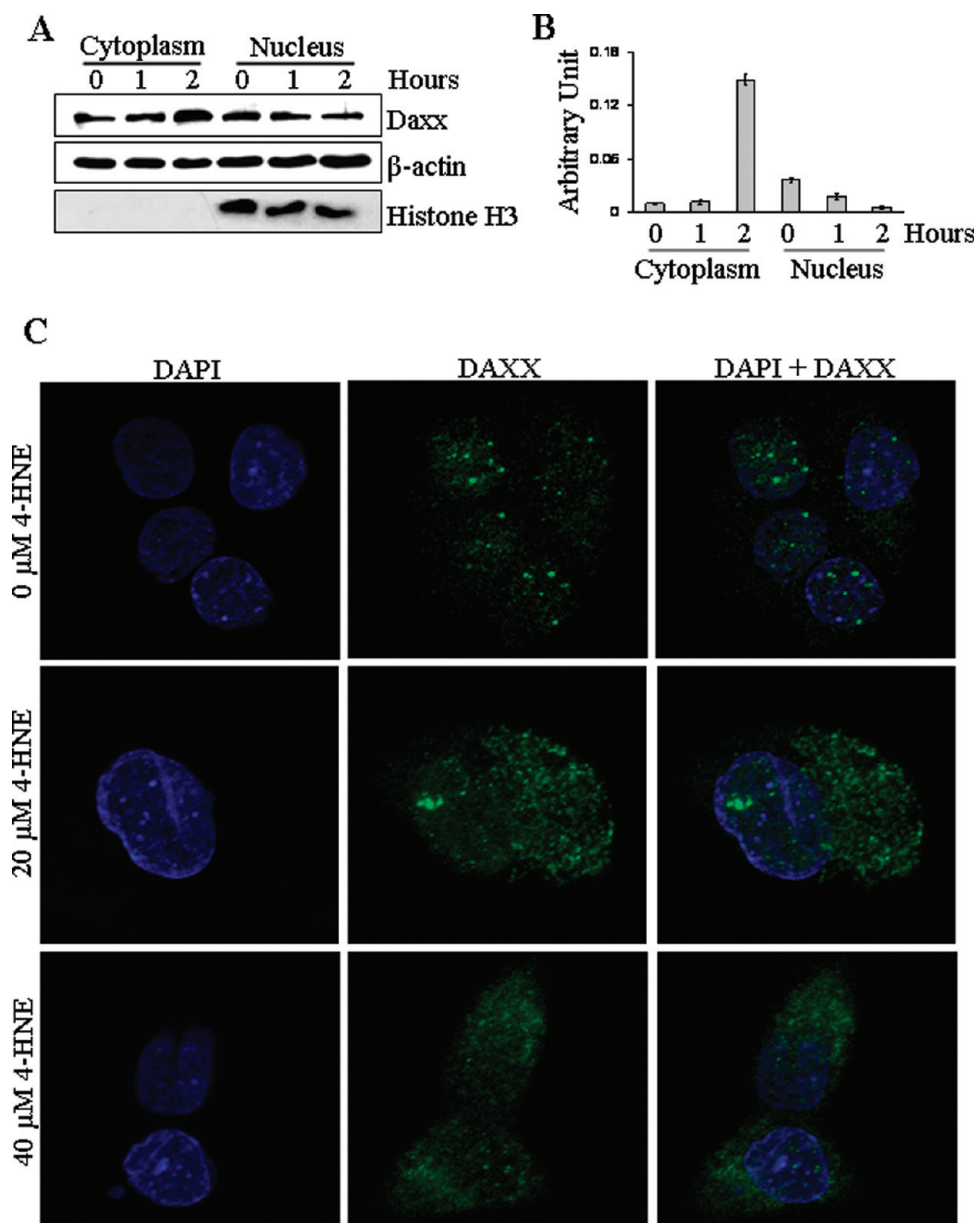 A
Cytoplasm Nucleus
0 1 2 0 1 2 Hours
Daxx
β-actin
Histone H3
B
Arbitrary Unit
0.18
0.12
0.06
0
0 1 2 0 1 2 Hours
Cytoplasm Nucleus
C
DAPI DAXX DAPI + DAXX
0 µM 4-HNE
20 µM 4-HNE
40 µM 4-HNE